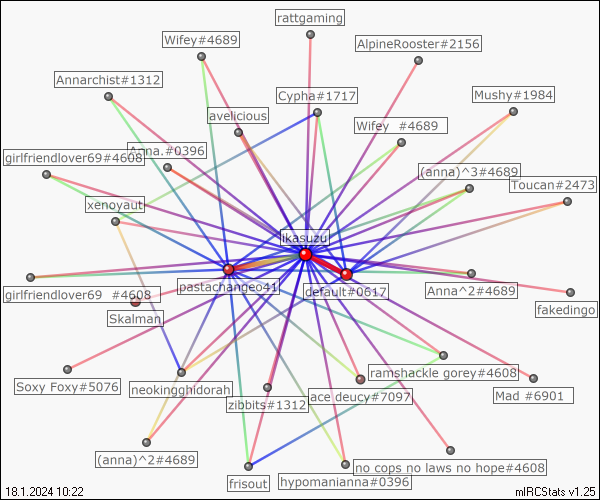 rattgaming
Wifey#4689
AlpineRooster#2156
Annarchist#1312
Cypha#1717
Mushy#1984
avelicious
Wifey  #4689
girlfriendlover69#4608
Anna.#0396
(anna)^3#4689
Toucan#2473
xenoyaut
ikasuzu
pastachangeo41
default#0617
Anna^2#4689
girlfriendlover69  #4608
fakedingo
Skalman
ramshackle gorey#4608
Soxy Foxy#5076
neokingghidorah
ace deucy#7097
Mad #6901
zibbits#1312
(anna)^2#4689
no cops no laws no hope#4608
frisout
hypomanianna#0396
18.1.2024 10:22
mIRCStats v1.25